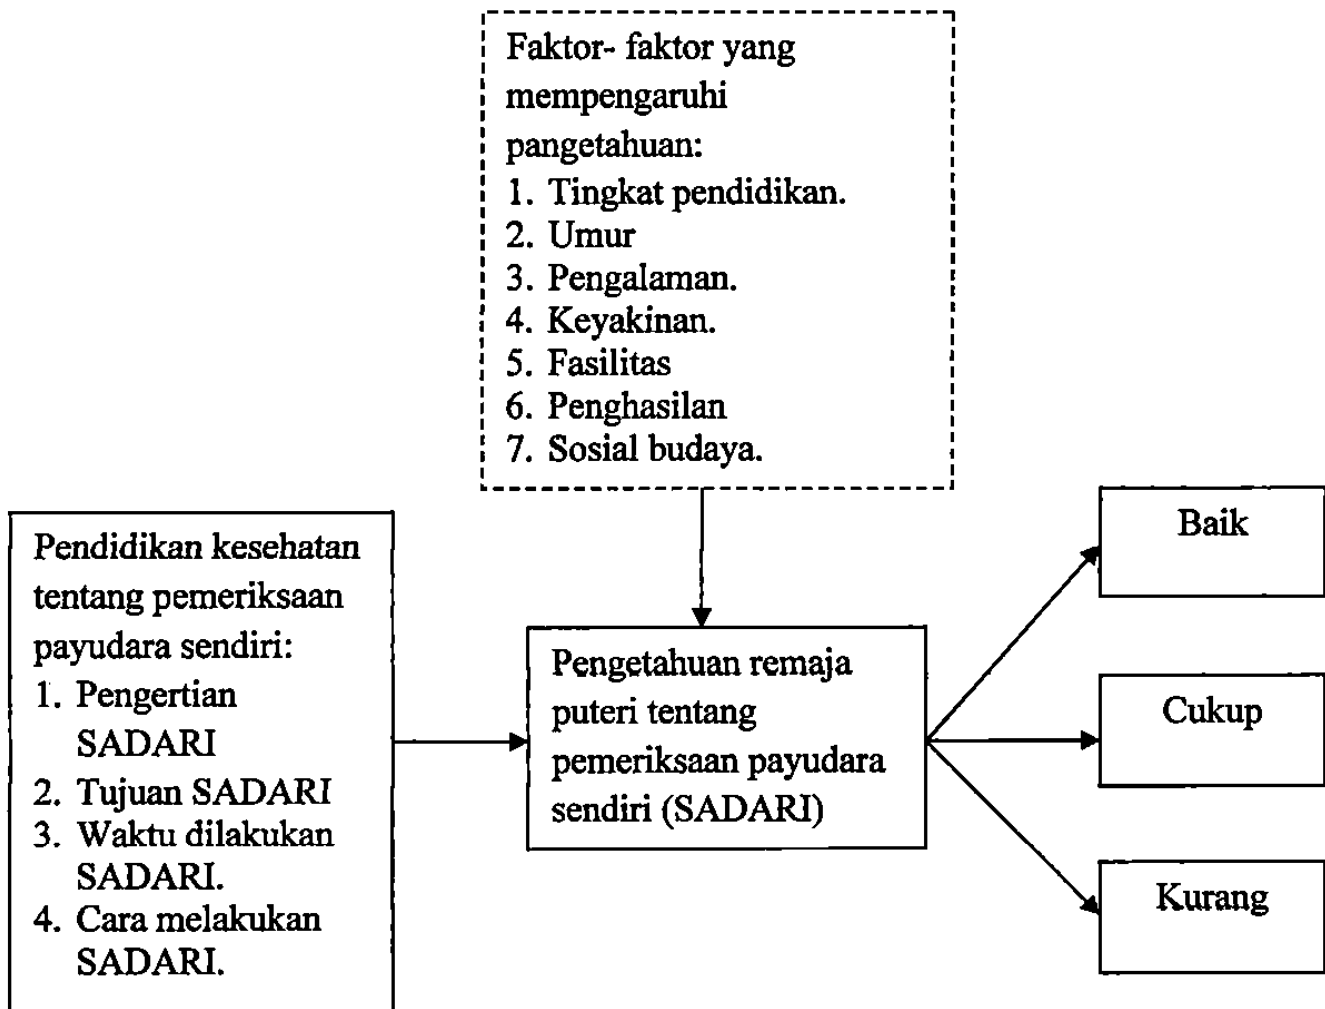 Faktor- faktor yang
mempengaruhi
pangetahuan:
1. Tingkat pendidikan.
2. Umur
3. Pengalaman.
4. Keyakinan.
5. Fasilitas
6. Penghasilan
7. Sosial budaya.
Pendidikan kesehatan
tentang pemeriksaan
payudara sendiri:
1. Pengertian
SADARI
2. Tujuan SADARI
3. Waktu dilakukan
SADARI.
4. Cara melakukan
SADARI.
Pengetahuan remaja
puteri tentang
pemeriksaan payudara
sendiri (SADARI)
Baik
Cukup
Kurang